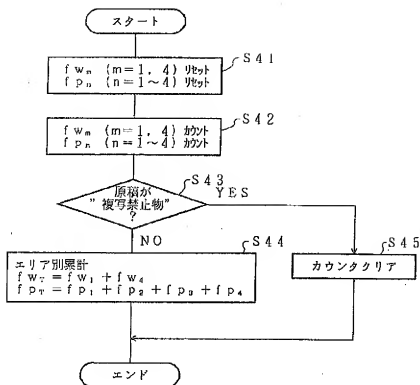 スタート
S41
fwm (m=1, 4) リセット
fpn (n=1～4) リセット
S42
fwm (m=1, 4) カウント
fpn (n=1～4) カウント
S43
原稿が
"複写禁止物"
?
YES
NO
S44
エリア別累計
fwT=fw1+fw4
fpT=fp1+fp2+fp3+fp4
S45
カウンタクリア
エンド